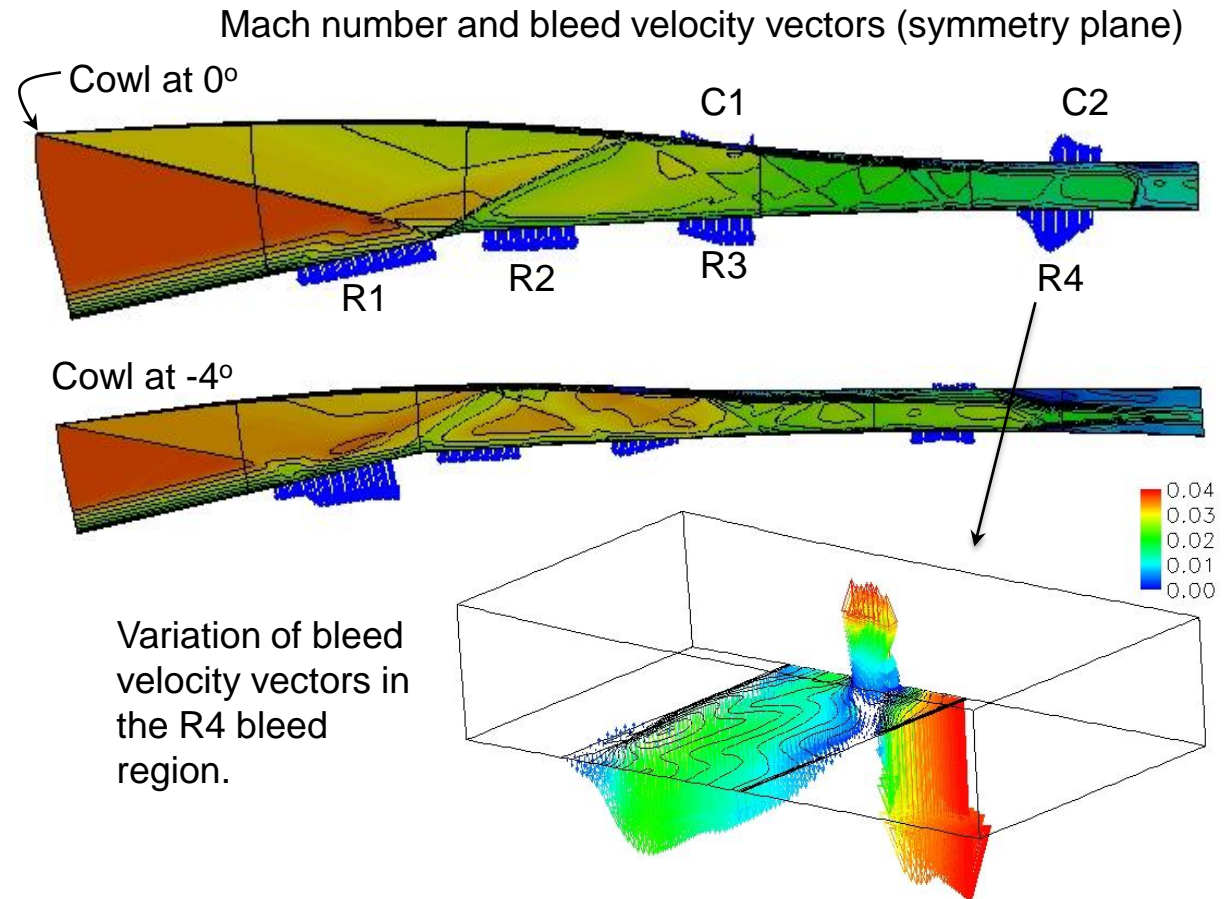 Mach number and bleed velocity vectors (symmetry plane)
Cowl at 0º
C1
C2
R1
R2
R3
R4
Cowl at -4º
0.04
0.03
0.02
0.01
0.00
Variation of bleed
velocity vectors in
the R4 bleed
region.